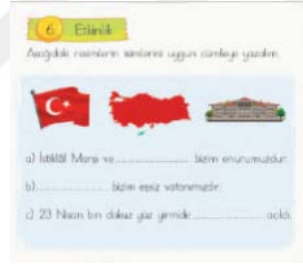 6 Etkinlik
Aşağıdaki resimlerin isimlerini uygun cümleye yazalım.
a) İstiklâl Marşı ve .................... bizim onurumuzdur.
b) .................... bizim eşsiz vatanımızdır.
c) 23 Nisan bin dokuz yüz yirmide .................... açıldı.